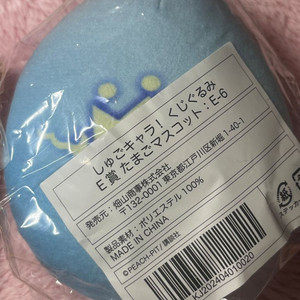 しゅごキャラ! くじぐるみ
E賞 たまごマスコット:E-6
発売元:畑山商事株式会社
〒132-0001 東京都江戸川区新堀 1-40-1
製品素材:ポリエステル 100%
MADE IN CHINA
©PEACH-PIT/講談社
KJ202404010020
紙